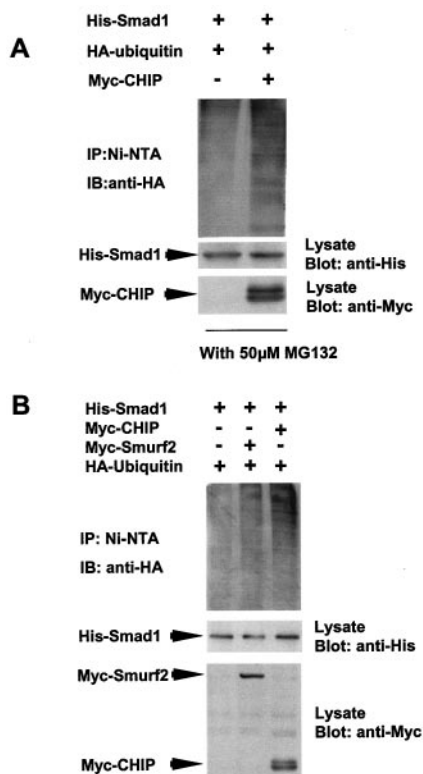 A
His-Smad1 + +
HA-ubiquitin + +
Myc-CHIP - +
IP:Ni-NTA
IB:anti-HA
His-Smad1
Lysate
Blot: anti-His
Myc-CHIP
Lysate
Blot: anti-Myc
With 50µM MG132
B
His-Smad1 + + +
Myc-CHIP - - +
Myc-Smurf2 - + -
HA-Ubiquitin + + +
IP: Ni-NTA
IB: anti-HA
His-Smad1
Lysate
Blot: anti-His
Myc-Smurf2
Lysate
Blot: anti-Myc
Myc-CHIP